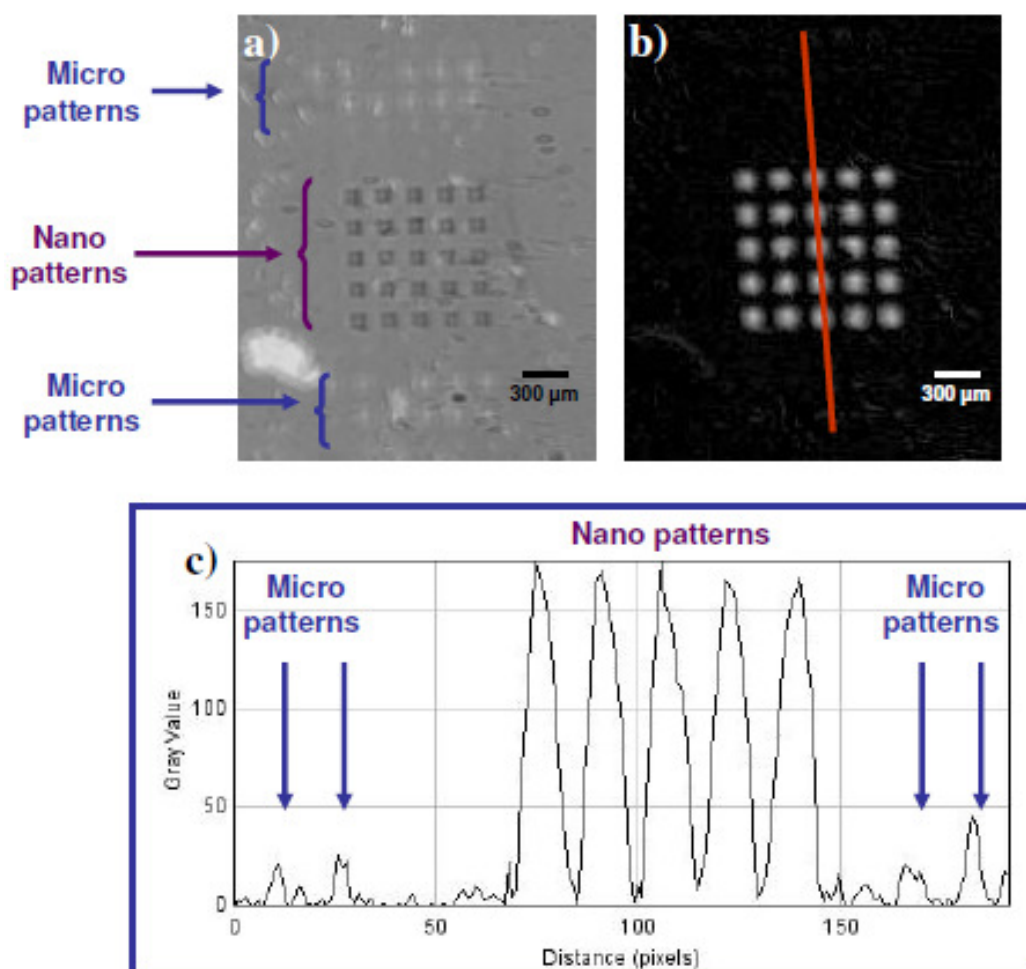 a)
Micro
patterns
Nano
patterns
Micro
patterns
300 µm
b)
300 µm
c)
Nano patterns
Micro
patterns
Micro
patterns
150
100
50
0
Gray Value
0
50
100
150
Distance (pixels)